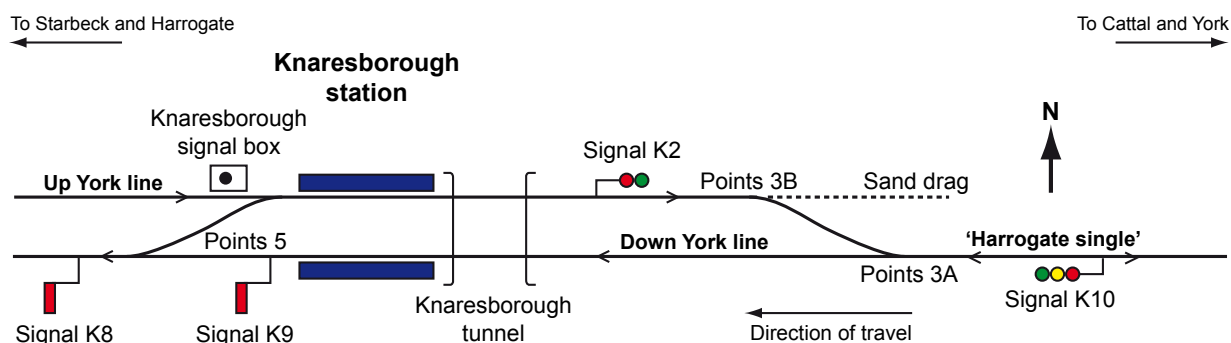 To Starbeck and Harrogate
To Cattal and York
Knaresborough
station
Knaresborough
signal box
N
Signal K2
Up York line
Points 3B
Sand drag
Points 5
Down York line
'Harrogate single'
Points 3A
Signal K8
Signal K9
Knaresborough
tunnel
Direction of travel
Signal K10